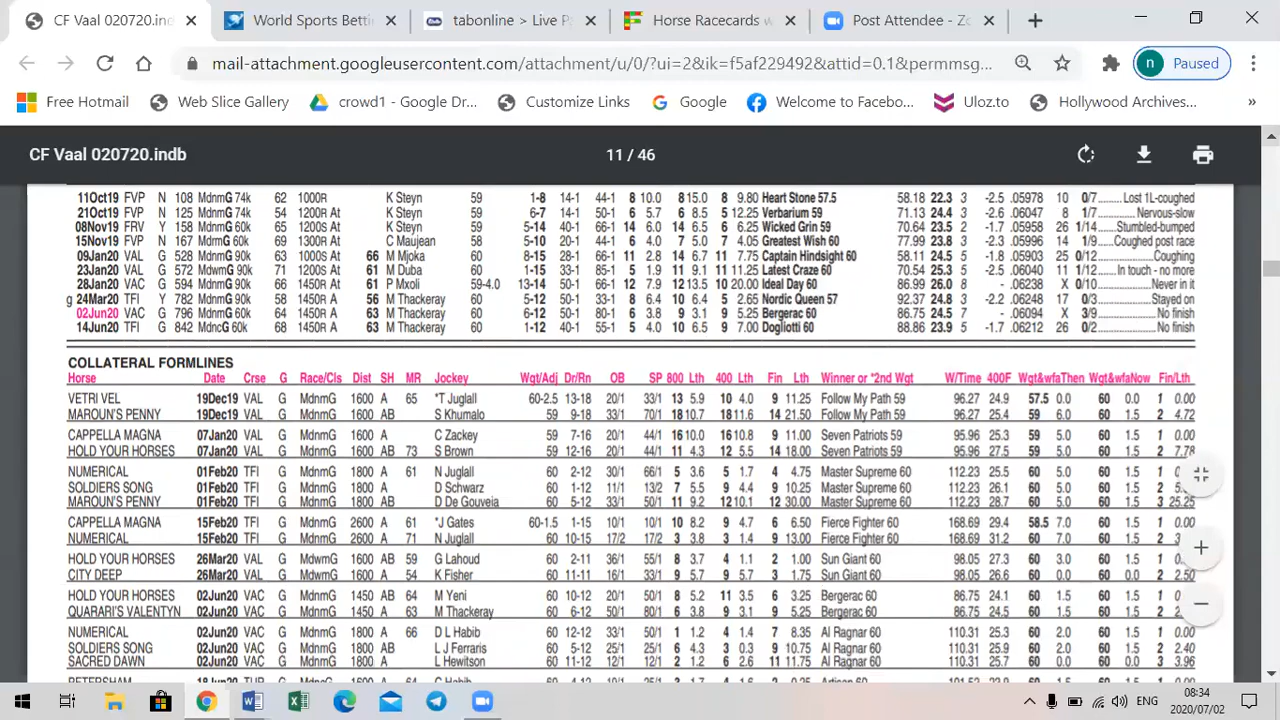 CF Vaal 020720.ind
World Sports Betti
tabonline > Live P
Horse Racecards w
Post Attendee - Zo
mail-attachment.googleusercontent.com/attachment/u/0/?ui=2&ik=f5af229492&attid=0.1&permmsg...
n Paused
Free Hotmail
Web Slice Gallery
crowd1 - Google Dr...
Customize Links
Google
Welcome to Facebo...
Uloz.to
Hollywood Archives...
»
CF Vaal 020720.indb
11 / 46
11Oct19 FVP N 108 MdnmG 74k 62 1000R K Steyn 59 1-8 14-1 44-1 8 10.0 8 15.0 8 9.80 Heart Stone 57.5 58.18 22.3 3 -2.5 .05978 10 0/7 ........ Lost 1L-coughed
21Oct19 FVP N 125 MdnmG 74k 54 1200R At K Steyn 59 6-7 14-1 50-1 6 5.7 6 8.5 5 12.25 Verbarium 59 71.13 24.4 3 -2.6 .06047 8 1/7 ............. Nervous-slow
08Nov19 FRV Y 158 MdnmG 60k 65 1200S At K Steyn 59 5-14 40-1 66-1 14 6.0 14 6.5 6 6.25 Wicked Grin 59 79.39 23.5 2 -1.7 .05958 26 1/14 ...... Stumbled-bumped
15Nov19 FVP N 167 MdnmG 60k 69 1300R At C Maujean 58 5-10 20-1 44-1 6 4.0 7 5.0 7 4.05 Greatest Wish 60 77.99 23.8 5 -2.3 .05996 14 1/9 ..... Coughed post race
09Jan20 VAL G 528 MdnmG 90k 63 1000S At 66 M Mjoka 60 8-15 28-1 66-1 11 2.8 14 6.7 11 7.75 Captain Hindsight 60 58.11 24.5 5 -1.8 .05903 25 0/12 ................ Coughing
23Jan20 VAL G 572 MdwmG 90k 71 1200S At 61 M Duba 60 1-15 33-1 85-1 5 1.9 11 9.1 11 11.25 Latest Craze 60 70.54 25.3 5 -2.5 .06040 11 1/12 ... In touch - no more
28Jan20 VAC G 594 MdwmG 90k 74 1450R At 61 P Mxoli 59-4.0 13-14 50-1 66-1 12 7.9 12 13.5 10 20.00 Ideal Day 60 86.99 26.0 8 - .06238 X 0/10 ............. Never in it
g 24Mar20 TFI Y 782 MdnmG 90k 58 1450R A 56 M Thackeray 60 5-12 50-1 33-1 8 6.4 10 6.4 5 2.65 Nordic Queen 57 92.37 24.8 3 -2.2 .06248 17 0/3 ............... Stayed on
02Jun20 VAC G 796 MdnmG 90k 64 1450R A 63 M Thackeray 60 6-12 50-1 80-1 6 3.8 9 3.1 9 5.25 Bergerac 60 86.75 24.5 7 - .06094 X 3/9 ................ No finish
14Jun20 TFI G 842 MdncG 60k 68 1450R A 63 M Thackeray 60 1-12 40-1 55-1 5 4.0 10 6.5 9 7.00 Dogliotti 60 88.86 23.9 5 -1.7 .06212 26 0/2 ................ No finish
COLLATERAL FORMLINES
Horse Date Crse G Race/Cls Dist SH MR Jockey Wgt/Adj Dr/Rn OB SP 800 Lth 400 Lth Fin Lth Winner or *2nd Wgt W/Time 400F Wgt&wfaThen Wgt&wfaNow Fin/Lth
VETRI VEL 19Dec19 VAL G MdnmG 1600 A 65 *T Juglall 60-2.5 13-18 20/1 33/1 13 5.9 10 4.0 9 11.25 Follow My Path 59 96.27 24.9 57.5 0.0 60 0.0 1 0.00
MAROUN'S PENNY 19Dec19 VAL G MdnmG 1600 AB S Khumalo 59 9-18 33/1 70/1 18 10.7 18 11.6 14 21.50 Follow My Path 59 96.27 25.4 59 6.0 60 1.5 2 4.72
CAPPELLA MAGNA 07Jan20 VAL G MdnmG 1600 A C Zackey 59 7-16 20/1 44/1 16 10.0 16 10.8 9 11.00 Seven Patriots 59 95.96 25.3 59 5.0 60 1.5 1 0.00
HOLD YOUR HORSES 07Jan20 VAL G MdnmG 1600 AB 73 S Brown 59 12-16 20/1 44/1 11 4.3 12 5.5 14 18.00 Seven Patriots 59 95.96 27.5 59 5.0 60 1.5 2 7.78
NUMERICAL 01Feb20 TFI G MdnmG 1800 A 61 N Juglall 60 2-12 30/1 66/1 5 3.6 5 1.7 4 4.75 Master Supreme 60 112.23 25.3 60 5.0 60 1.5 1 0.
SOLDIERS SONG 01Feb20 TFI G MdnmG 1800 A D Schwarz 60 1-12 11/1 13/2 7 5.5 9 4.4 9 10.25 Master Supreme 60 112.23 26.1 60 5.0 60 1.5 2 5.
MAROUN'S PENNY 01Feb20 TFI G MdnmG 1800 AB D De Gouveia 60 5-12 33/1 50/1 11 9.2 12 10.1 12 30.00 Master Supreme 60 112.23 28.7 60 5.0 60 1.5 3 25.25
CAPPELLA MAGNA 15Feb20 TFI G MdnmG 2600 A 61 *J Gates 60-1.5 1-15 10/1 10/1 10 8.2 9 4.7 6 6.50 Fierce Fighter 60 168.69 29.4 58.5 7.0 60 1.5 1 0.00
NUMERICAL 15Feb20 TFI G MdnmG 2600 A 71 N Juglall 60 10-15 17/2 17/2 3 3.8 3 1.4 9 13.00 Fierce Fighter 60 168.69 31.2 60 7.0 60 1.5 2 3.
HOLD YOUR HORSES 26Mar20 VAL G MdwmG 1600 AB 59 G Lahoud 60 2-11 36/1 55/1 8 3.7 4 1.1 2 1.00 Sun Giant 60 98.05 27.3 60 3.0 60 1.5 1 0.
CITY DEEP 26Mar20 VAL G MdwmG 1600 A 54 K Fisher 60 11-11 16/1 33/1 9 5.7 9 5.7 3 1.75 Sun Giant 60 98.05 26.6 60 0.0 60 0.0 2 2.50
HOLD YOUR HORSES 02Jun20 VAC G MdnmG 1450 AB 64 M Yeni 60 10-12 20/1 50/1 8 5.2 11 3.5 6 3.25 Bergerac 60 86.75 24.1 60 1.5 60 1.5 1 0.
QUARARI'S VALENTYN 02Jun20 VAC G MdnmG 1450 A 63 M Thackeray 60 6-12 50/1 80/1 6 3.8 9 3.1 9 5.25 Bergerac 60 86.75 24.5 60 1.5 60 1.5 2 2.
NUMERICAL 02Jun20 VAC G MdnmG 1800 A 66 D L Habib 60 12-12 33/1 50/1 1 1.2 4 1.4 7 8.35 Al Ragnar 60 110.31 25.3 60 2.0 60 1.5 1 0.00
SOLDIERS SONG 02Jun20 VAC G MdnmG 1800 AB L J Ferraris 60 2-12 25/1 25/1 6 4.3 3 0.3 9 10.75 Al Ragnar 60 110.31 25.9 60 2.0 60 1.5 2 2.40
SACRED DAWN 02Jun20 VAC G MdnmG 1800 A L Hewitson 60 11-12 12/1 12/1 2 1.2 6 2.6 11 11.75 Al Ragnar 60 110.31 25.7 60 0.0 60 0.0 3 3.96
ENG
08:34
2020/07/02